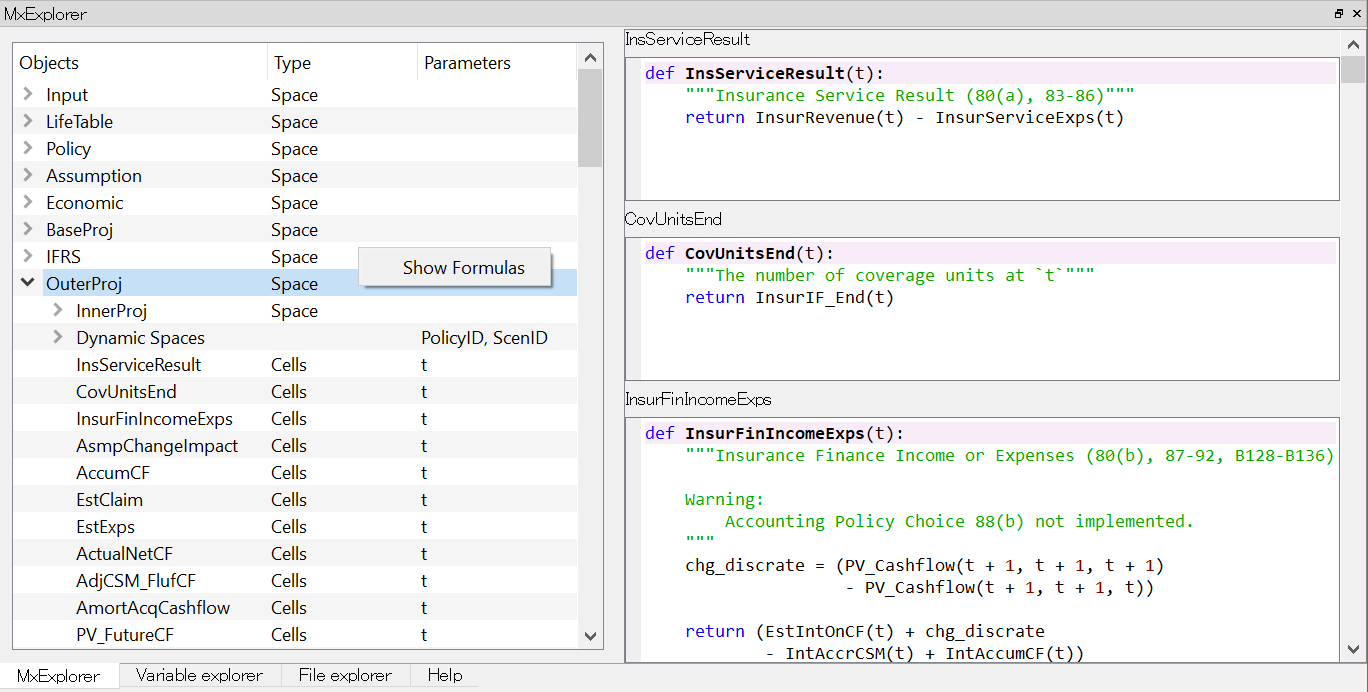 MxExplorer
Objects Type Parameters
Input Space
LifeTable Space
Policy Space
Assumption Space
Economic Space
BaseProj Space
IFRS Space
Show Formulas
OuterProj Space
InnerProj Space
Dynamic Spaces PolicyID, ScenID
InsServiceResult Cells t
CovUnitsEnd Cells t
InsurFinIncomeExps Cells t
AsmpChangeImpact Cells t
AccumCF Cells t
EstClaim Cells t
EstExps Cells t
ActualNetCF Cells t
AdjCSM_FlufCF Cells t
AmortAcqCashflow Cells t
PV_FutureCF Cells t
InsServiceResult
def InsServiceResult(t):
"""Insurance Service Result (80(a), 83-86)"""
return InsurRevenue(t) - InsurServiceExps(t)
CovUnitsEnd
def CovUnitsEnd(t):
"""The number of coverage units at `t`"""
return InsurIF_End(t)
InsurFinIncomeExps
def InsurFinIncomeExps(t):
"""Insurance Finance Income or Expenses (80(b), 87-92, B128-B136)
Warning:
Accounting Policy Choice 88(b) not implemented.
"""
chg_discrate = (PV_Cashflow(t + 1, t + 1, t + 1)
- PV_Cashflow(t + 1, t + 1, t))
return (EstIntOnCF(t) + chg_discrate
- IntAccrCSM(t) + IntAccumCF(t))
MxExplorer Variable explorer File explorer Help